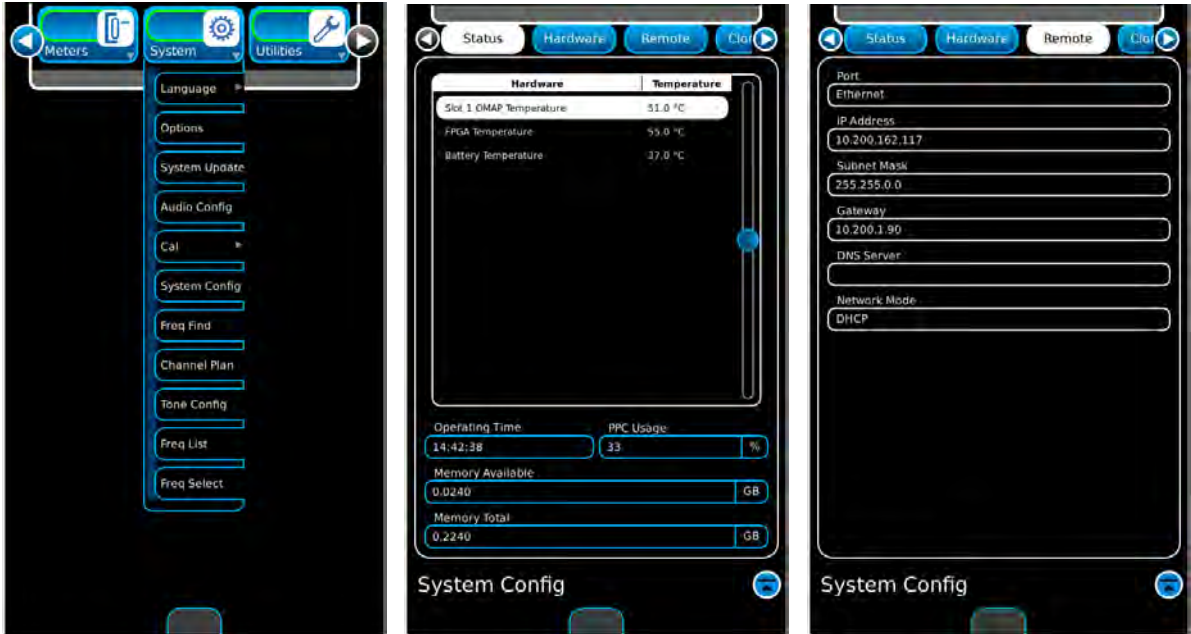 Meters
System
Utilities
Language
Options
System Update
Audio Config
Cal
System Config
Freq Find
Channel Plan
Tone Config
Freq List
Freq Select
Status Hardware Remote
Hardware Temperature
Slot 1 OMAP Temperature 51.0 °C
FPGA Temperature 55.0 °C
Battery Temperature 37.0 °C
Operating Time PPC Usage
14:42:38 33 %
Memory Available
0.0240 GB
Memory Total
0.2240 GB
System Config
Status Hardware Remote
Port
Ethernet
IP Address
10.200.162.117
Subnet Mask
255.255.0.0
Gateway
10.200.1.90
DNS Server
Network Mode
DHCP
System Config